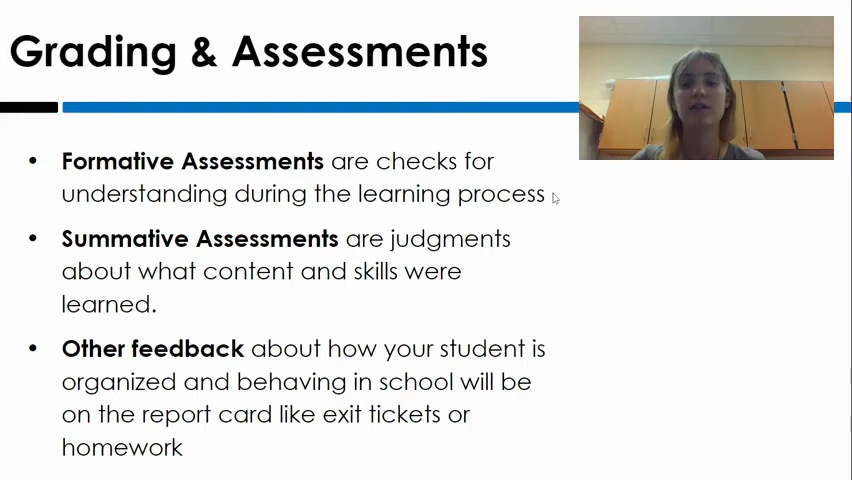 Grading & Assessments
• Formative Assessments are checks for
understanding during the learning process
• Summative Assessments are judgments
about what content and skills were
learned.
• Other feedback about how your student is
organized and behaving in school will be
on the report card like exit tickets or
homework